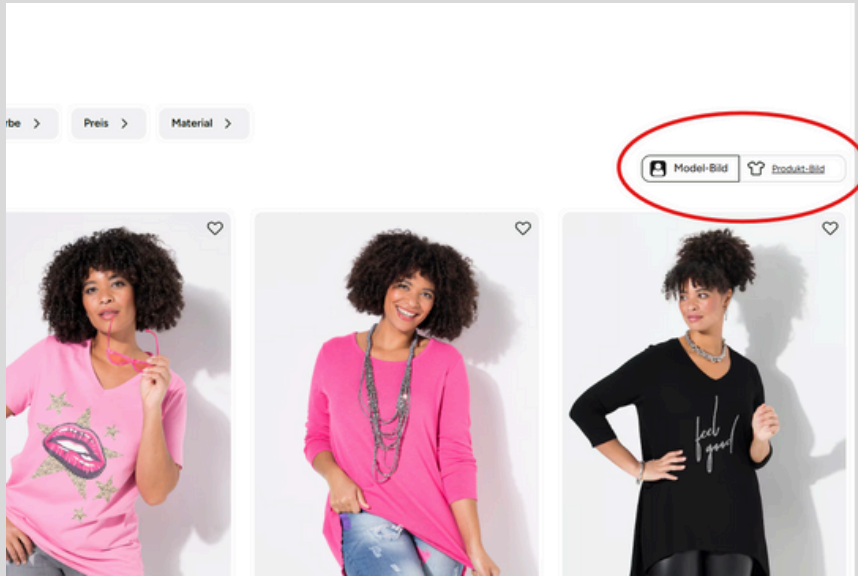 rbe
Preis
Material
Model-Bild
Produkt-Bild
feel
good